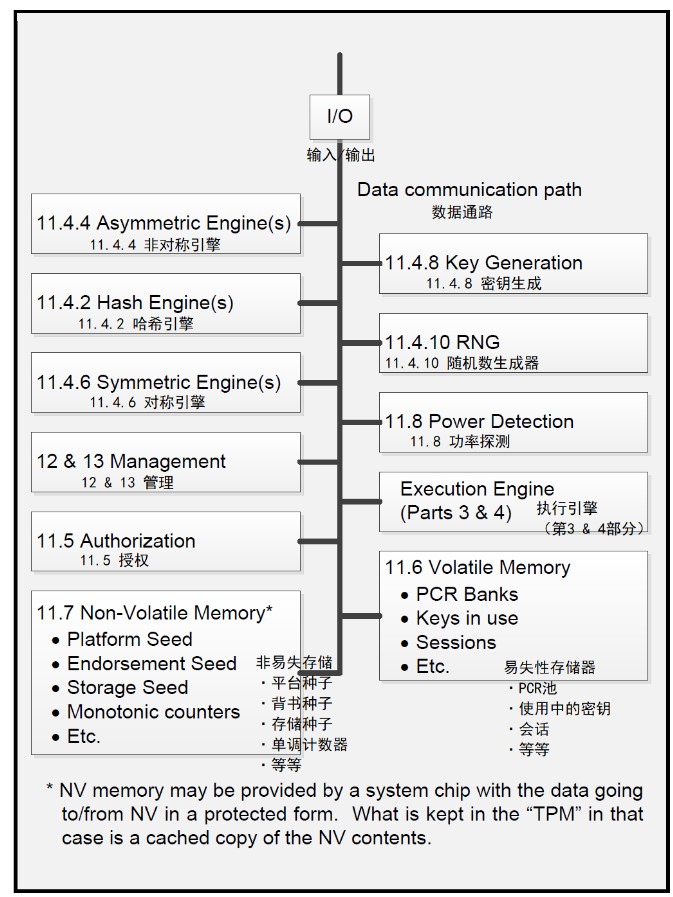 I/O
输入/输出
Data communication path
数据通路
11.4.4 Asymmetric Engine(s)
11.4.4 非对称引擎
11.4.8 Key Generation
11.4.8 密钥生成
11.4.2 Hash Engine(s)
11.4.2 哈希引擎
11.4.10 RNG
11.4.10 随机数生成器
11.4.6 Symmetric Engine(s)
11.4.6 对称引擎
11.8 Power Detection
11.8 功率探测
12 & 13 Management
12 & 13 管理
Execution Engine
(Parts 3 & 4)
执行引擎
（第3 & 4部分）
11.5 Authorization
11.5 授权
11.6 Volatile Memory
• PCR Banks
• Keys in use
• Sessions
• Etc.
易失性存储器
·PCR池
·使用中的密钥
·会话
·等等
11.7 Non-Volatile Memory*
• Platform Seed
• Endorsement Seed
• Storage Seed
• Monotonic counters
• Etc.
非易失存储
·平台种子
·背书种子
·存储种子
·单调计数器
·等等
* NV memory may be provided by a system chip with the data going
to/from NV in a protected form. What is kept in the “TPM” in that
case is a cached copy of the NV contents.